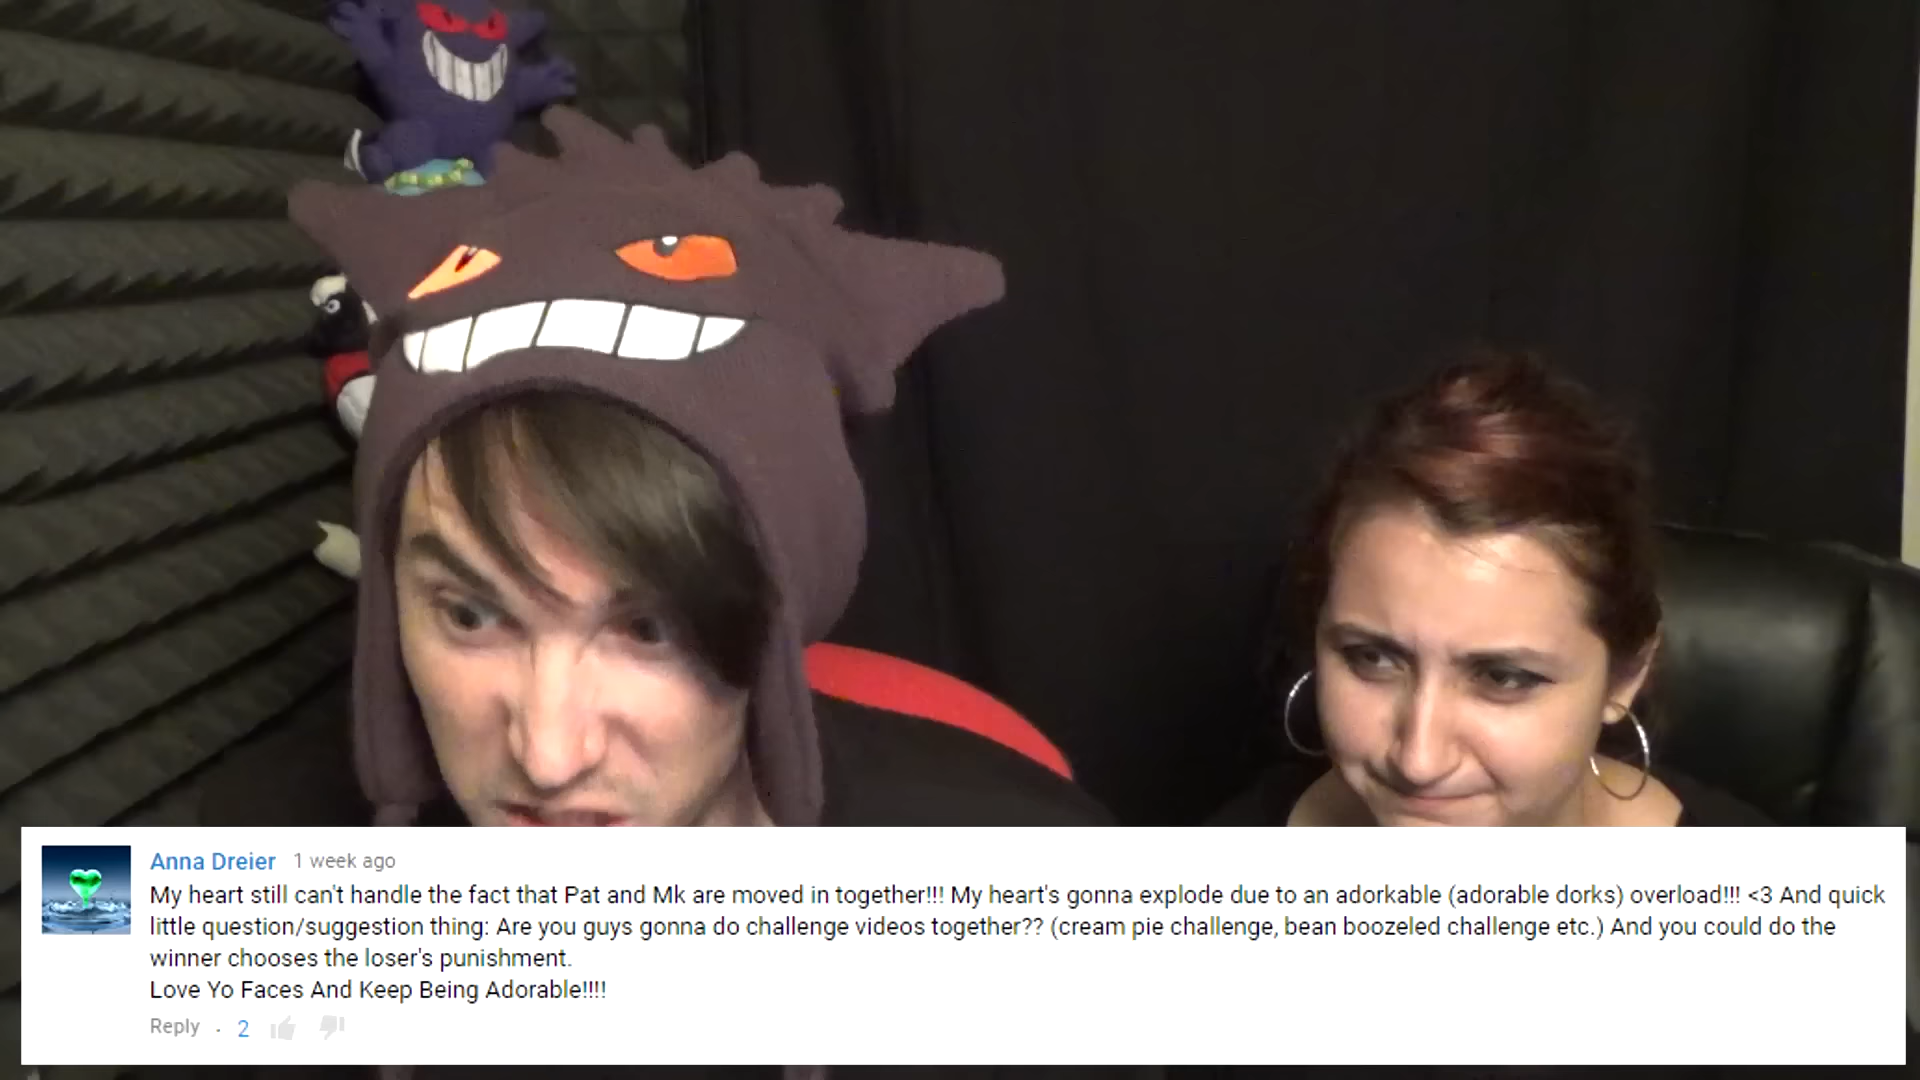 Anna Dreier 1 week ago
My heart still can't handle the fact that Pat and Mk are moved in together!!! My heart's gonna explode due to an adorkable (adorable dorks) overload!!! <3 And quick
little question/suggestion thing: Are you guys gonna do challenge videos together?? (cream pie challenge, bean boozeled challenge etc.) And you could do the
winner chooses the loser's punishment.
Love Yo Faces And Keep Being Adorable!!!!
Reply · 2